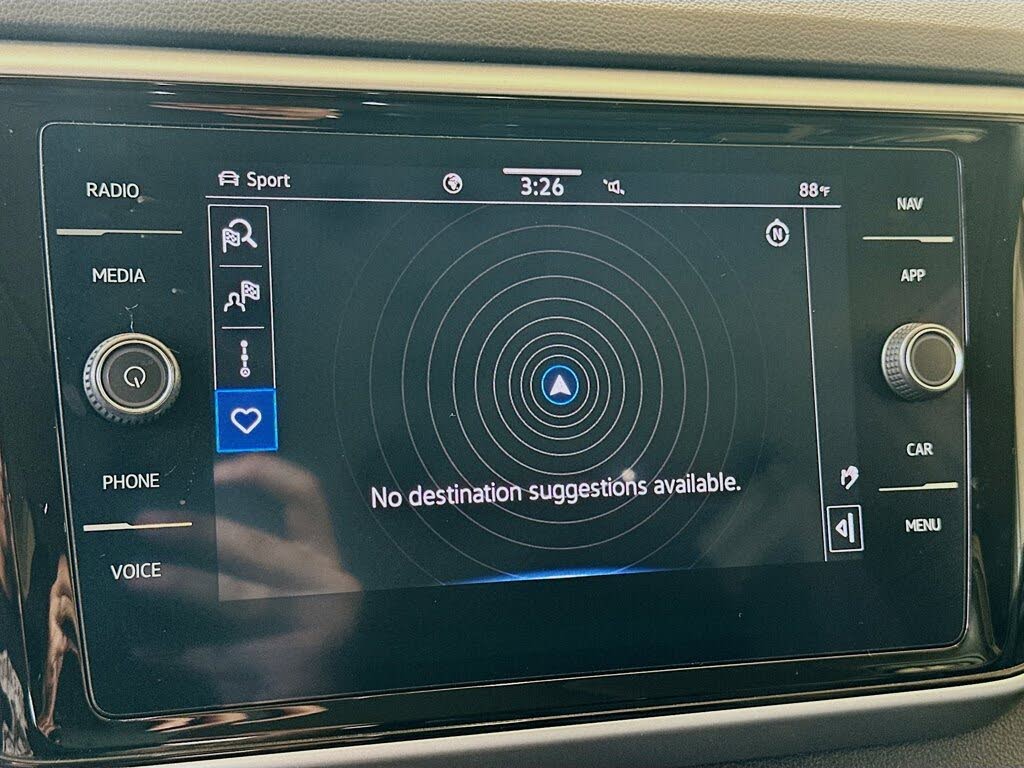 RADIO
MEDIA
PHONE
VOICE
Sport
3:26
88°F
N
No destination suggestions available.
NAV
APP
CAR
MENU